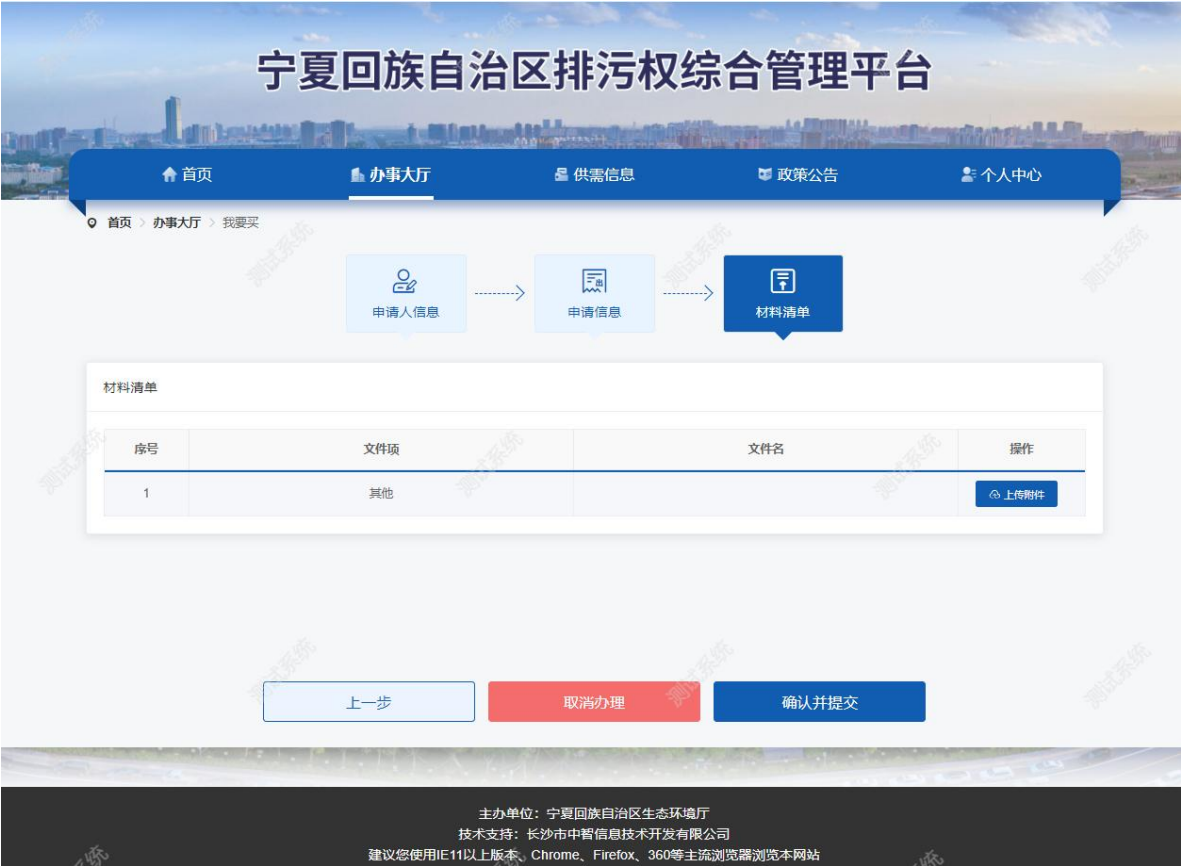 宁夏回族自治区排污权综合管理平台
首页 办事大厅 供需信息 政策公告 个人中心
首页 > 办事大厅 > 我要买
申请人信息 申请信息 材料清单
材料清单
序号 文件项 文件名 操作
1 其他 上传附件
上一步 取消办理 确认并提交
主办单位：宁夏回族自治区生态环境厅
技术支持：长沙市中智信息技术开发有限公司
建议您使用IE11以上版本、Chrome、Firefox、360等主流浏览器浏览本网站
测试系统